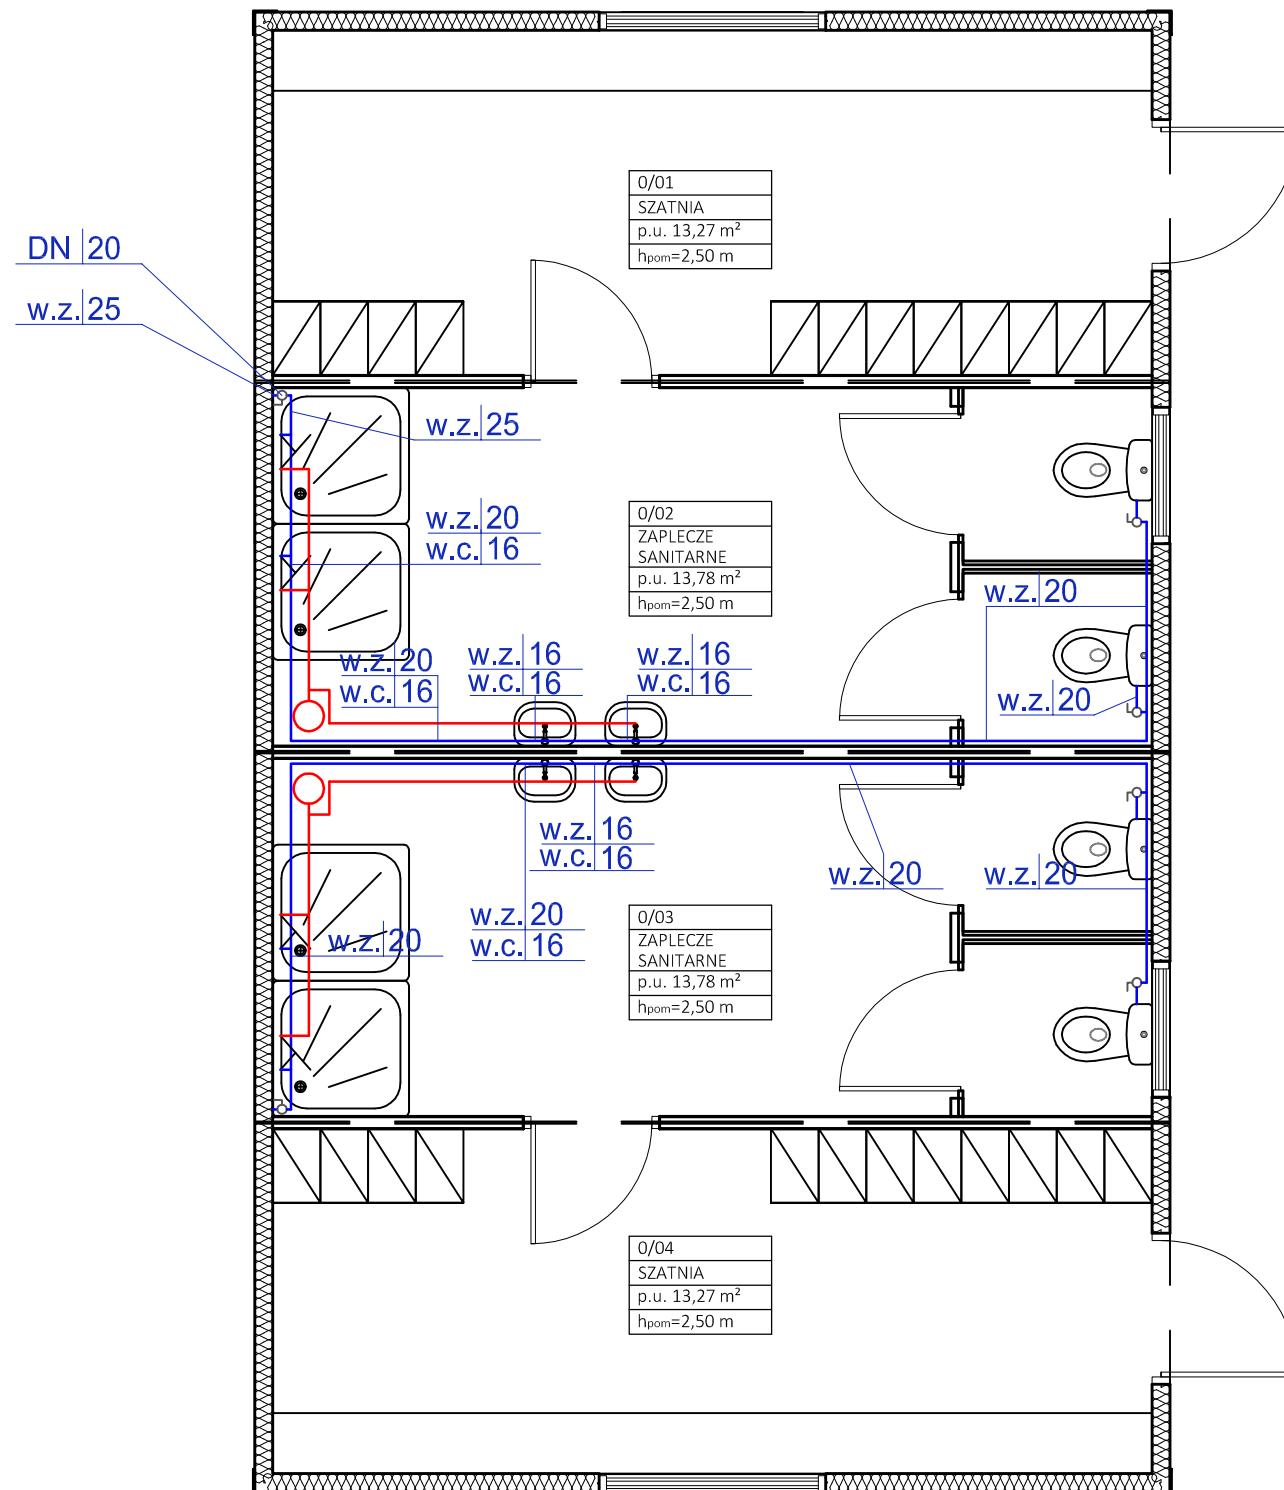 0/01
SZATNIA
p.u. 13,27 m²
hpom=2,50 m
DN 20
w.z. 25
w.z. 25
w.z. 20
w.c. 16
0/02
ZAPLECZE
SANITARNE
p.u. 13,78 m²
hpom=2,50 m
w.z. 20
w.z. 20
w.c. 16
w.z. 16
w.c. 16
w.z. 16
w.c. 16
w.z. 20
w.z. 16
w.c. 16
w.z. 20
w.z. 20
w.z. 20
w.z. 20
w.c. 16
0/03
ZAPLECZE
SANITARNE
p.u. 13,78 m²
hpom=2,50 m
0/04
SZATNIA
p.u. 13,27 m²
hpom=2,50 m